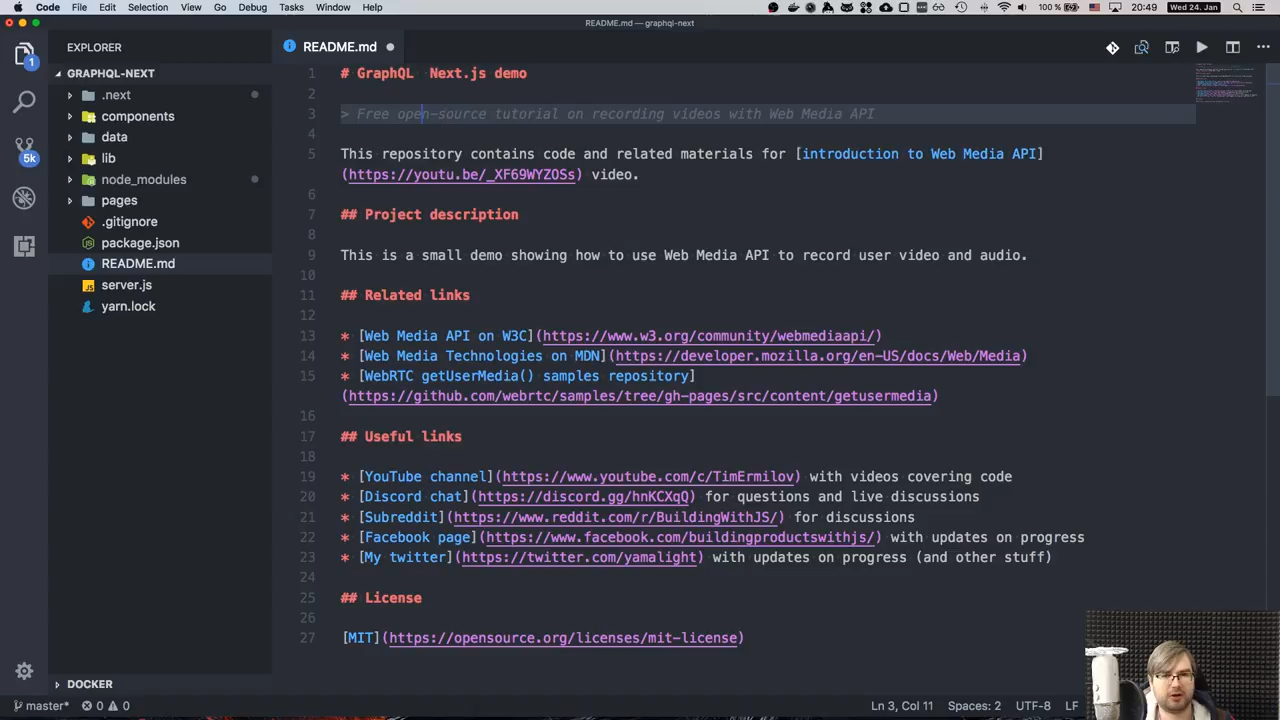 Code File Edit Selection View Go Debug Tasks Window Help
100 % Wed 24. Jan 20:49
README.md — graphql-next
EXPLORER
GRAPHQL-NEXT
.next
components
data
lib
node_modules
pages
.gitignore
package.json
README.md
server.js
yarn.lock
DOCKER
1
5k
README.md
1 # GraphQL Next.js demo
2
3 > Free open-source tutorial on recording videos with Web Media API
4
5 This repository contains code and related materials for [introduction to Web Media API]
(https://youtu.be/_XF69WYZOSs) video.
6
7 ## Project description
8
9 This is a small demo showing how to use Web Media API to record user video and audio.
10
11 ## Related links
12
13 * [Web Media API on W3C](https://www.w3.org/community/webmediaapi/)
14 * [Web Media Technologies on MDN](https://developer.mozilla.org/en-US/docs/Web/Media)
15 * [WebRTC getUserMedia() samples repository]
(https://github.com/webrtc/samples/tree/gh-pages/src/content/getusermedia)
16
17 ## Useful links
18
19 * [YouTube channel](https://www.youtube.com/c/TimErmilov) with videos covering code
20 * [Discord chat](https://discord.gg/hnKCXqQ) for questions and live discussions
21 * [Subreddit](https://www.reddit.com/r/BuildingWithJS/) for discussions
22 * [Facebook page](https://www.facebook.com/buildingproductswithjs/) with updates on progress
23 * [My twitter](https://twitter.com/yamalight) with updates on progress (and other stuff)
24
25 ## License
26
27 [MIT](https://opensource.org/licenses/mit-license)
master* 0 0
Ln 3, Col 11 Spaces: 2 UTF-8 LF